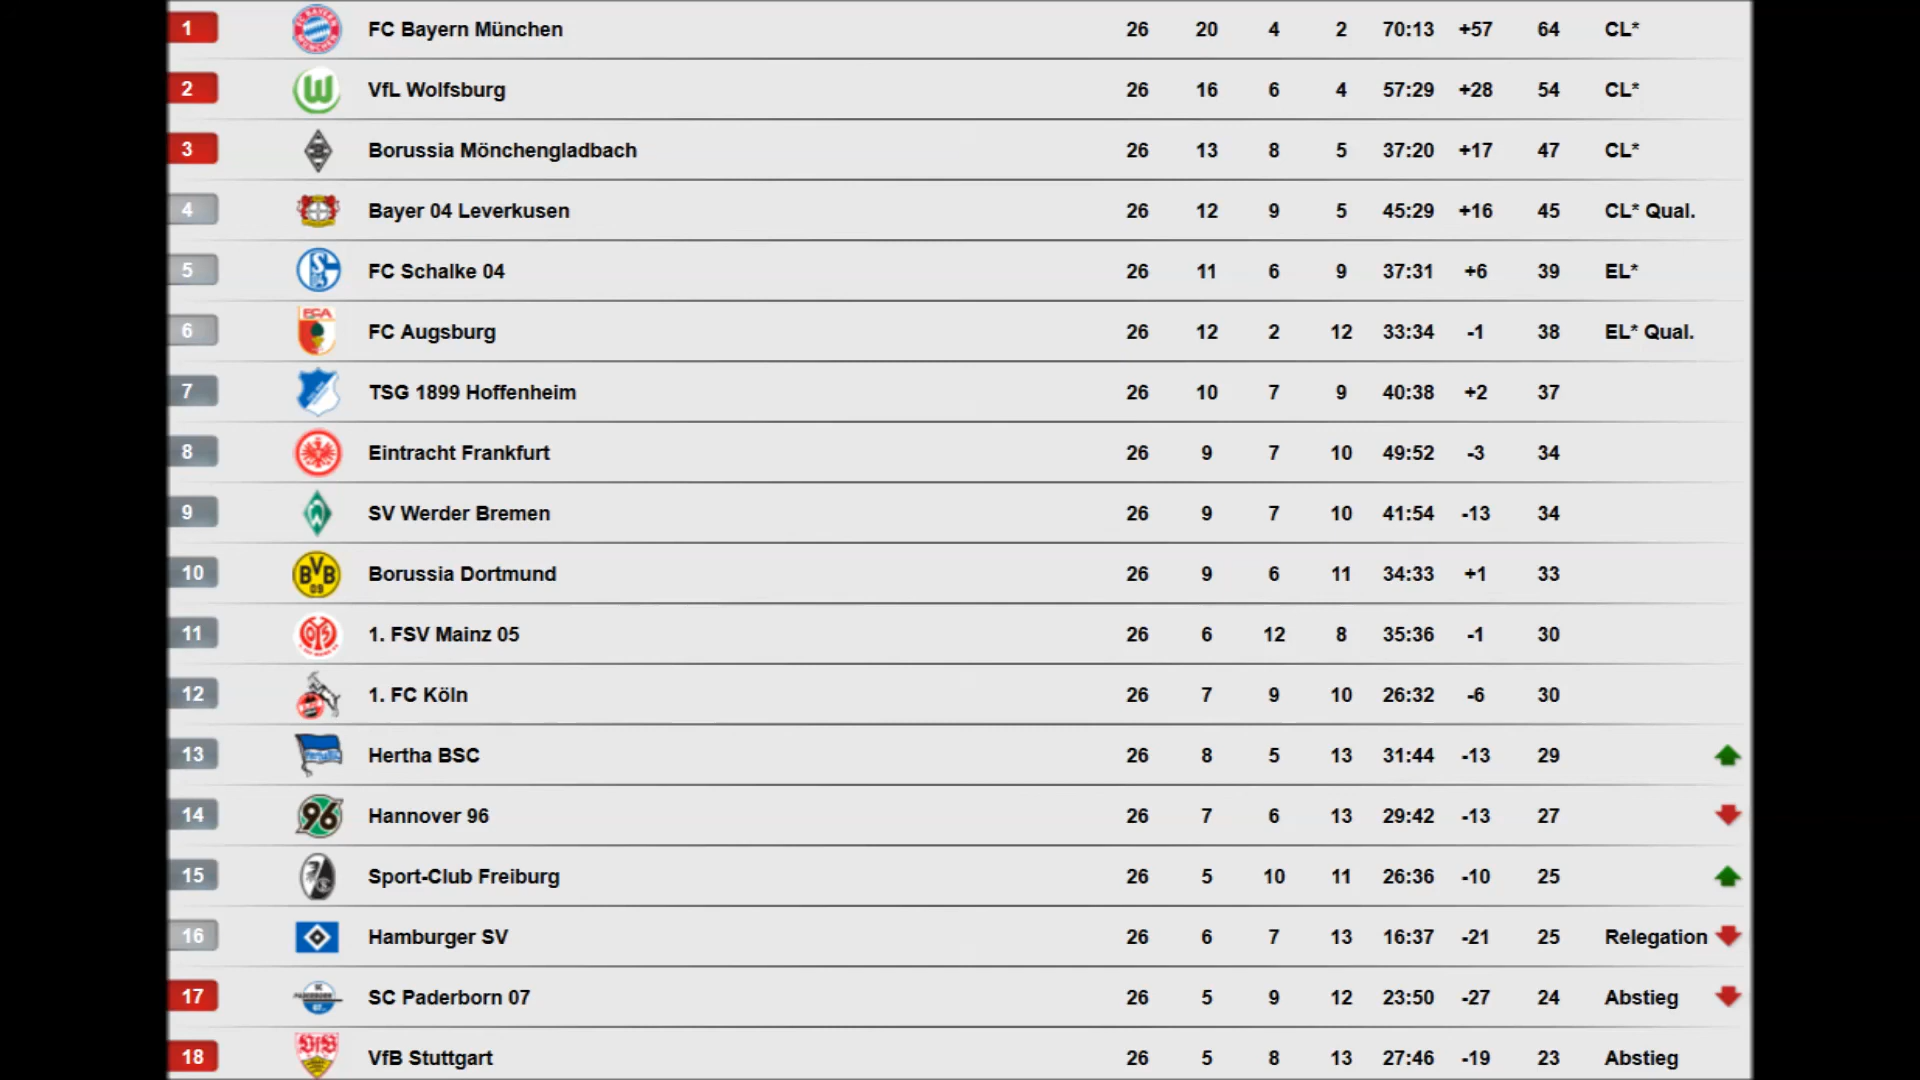 1 FC Bayern München 26 20 4 2 70:13 +57 64 CL*
2 VfL Wolfsburg 26 16 6 4 57:29 +28 54 CL*
3 Borussia Mönchengladbach 26 13 8 5 37:20 +17 47 CL*
4 Bayer 04 Leverkusen 26 12 9 5 45:29 +16 45 CL* Qual.
5 FC Schalke 04 26 11 6 9 37:31 +6 39 EL*
6 FC Augsburg 26 12 2 12 33:34 -1 38 EL* Qual.
7 TSG 1899 Hoffenheim 26 10 7 9 40:38 +2 37
8 Eintracht Frankfurt 26 9 7 10 49:52 -3 34
9 SV Werder Bremen 26 9 7 10 41:54 -13 34
10 Borussia Dortmund 26 9 6 11 34:33 +1 33
11 1. FSV Mainz 05 26 6 12 8 35:36 -1 30
12 1. FC Köln 26 7 9 10 26:32 -6 30
13 Hertha BSC 26 8 5 13 31:44 -13 29
14 Hannover 96 26 7 6 13 29:42 -13 27
15 Sport-Club Freiburg 26 5 10 11 26:36 -10 25
16 Hamburger SV 26 6 7 13 16:37 -21 25 Relegation
17 SC Paderborn 07 26 5 9 12 23:50 -27 24 Abstieg
18 VfB Stuttgart 26 5 8 13 27:46 -19 23 Abstieg